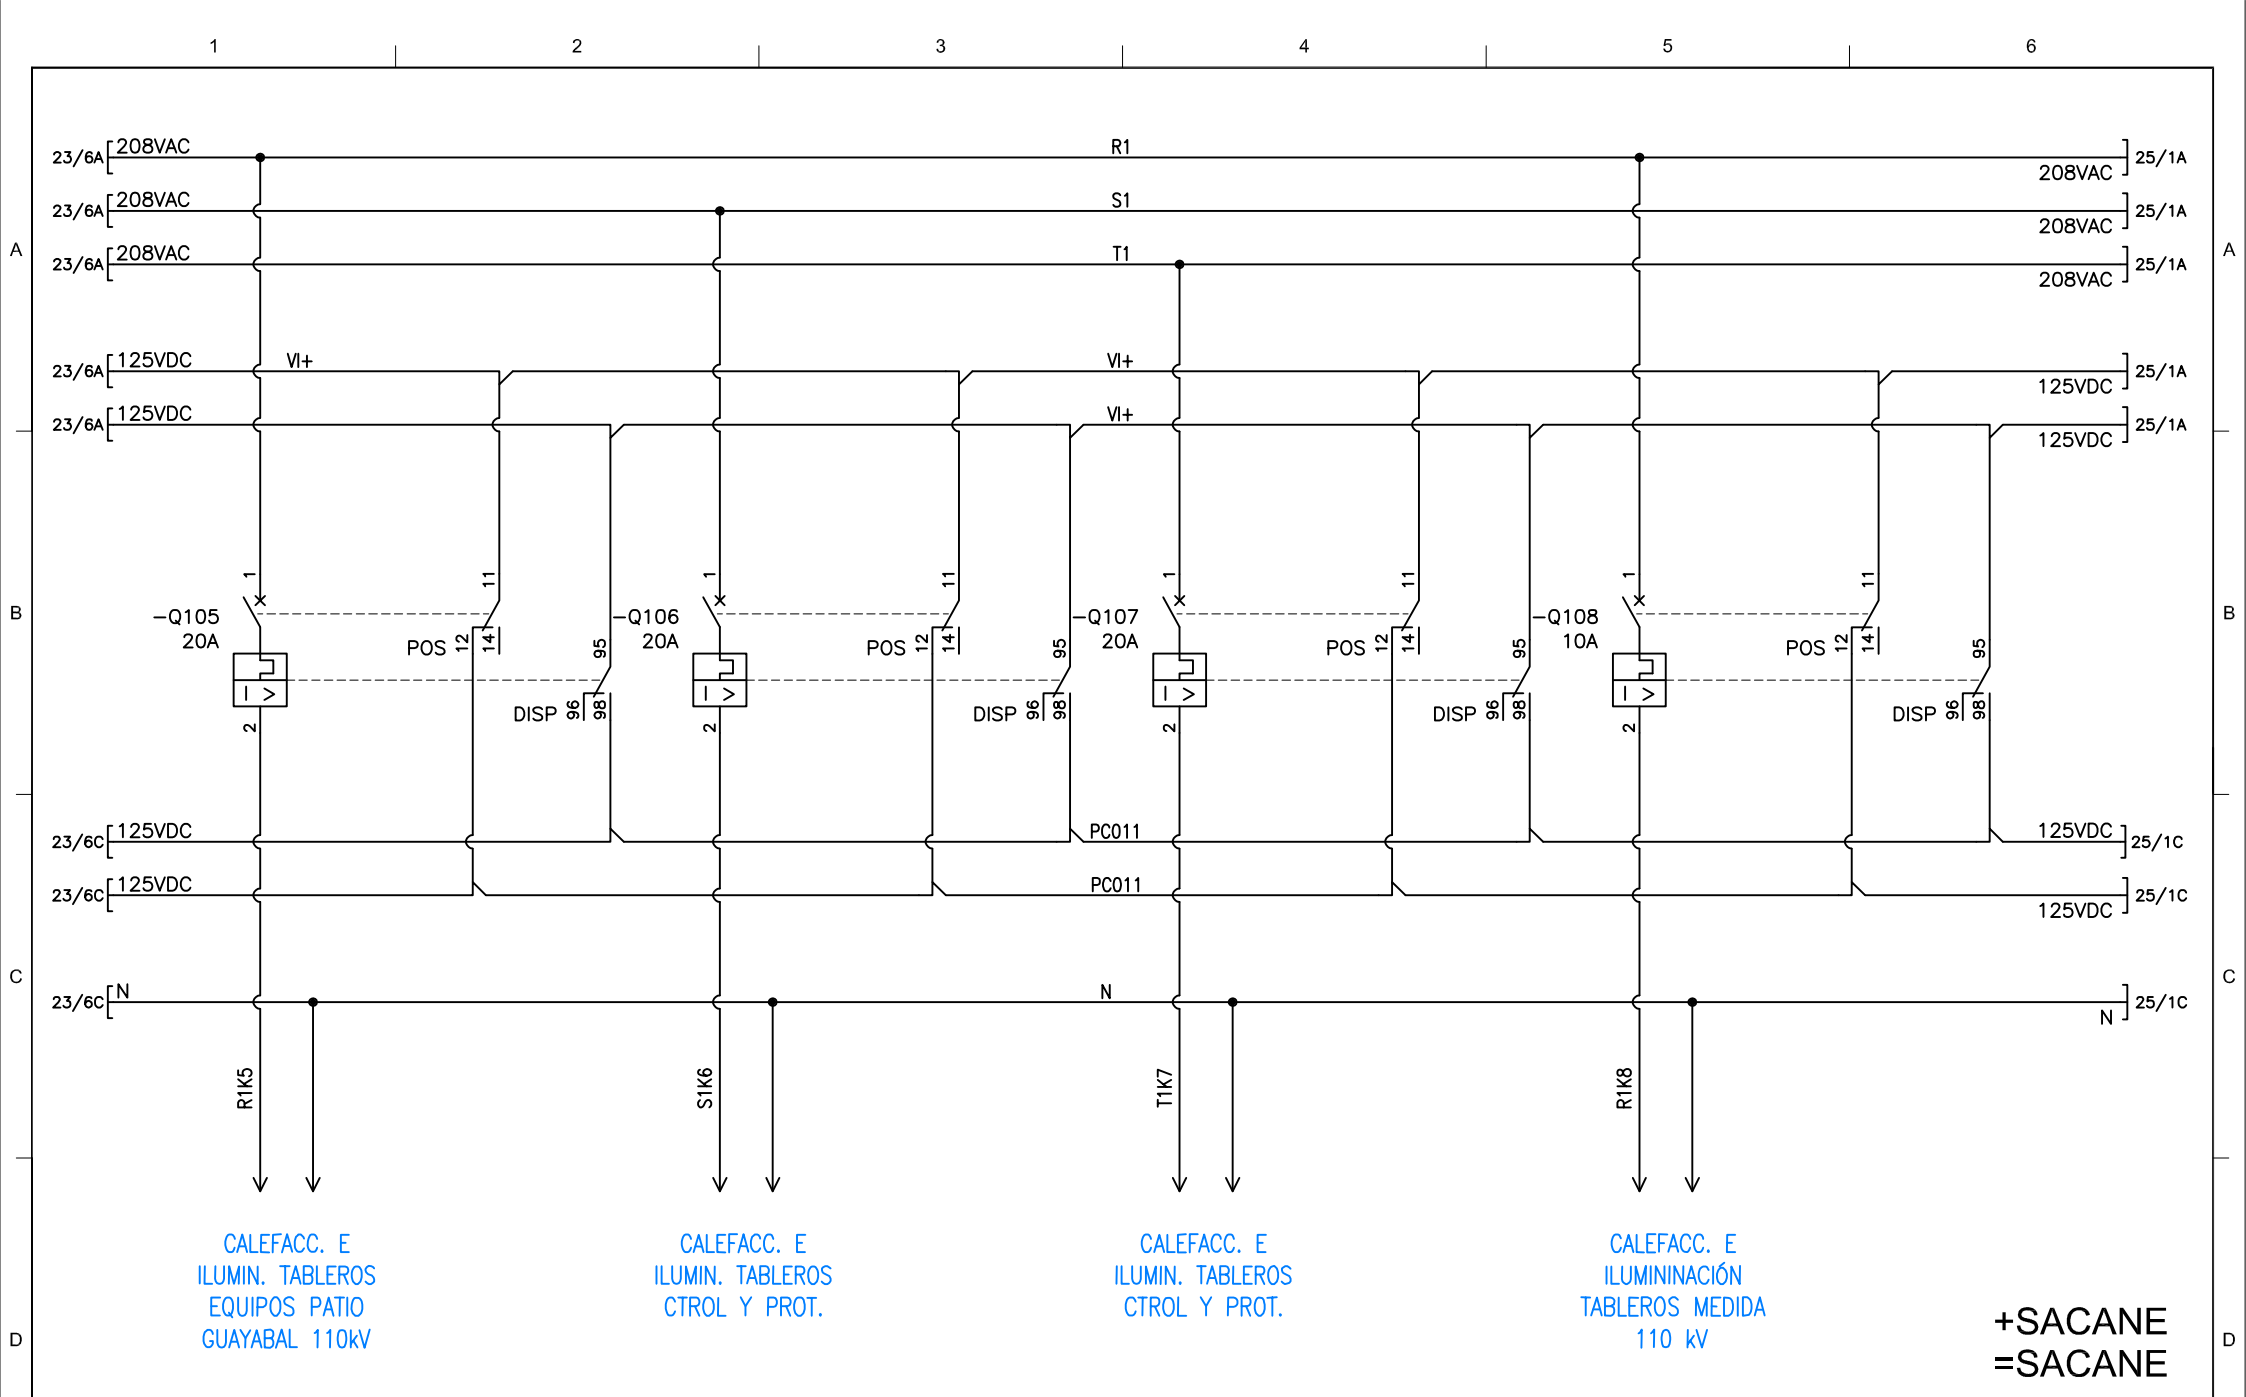 1 2 3 4 5 6
23/6A 208VAC R1 208VAC 25/1A
23/6A 208VAC S1 208VAC 25/1A
A 23/6A 208VAC T1 208VAC 25/1A A
23/6A 125VDC VI+ VI+ 125VDC 25/1A
23/6A 125VDC VI+ 125VDC 25/1A
1 11 1 11 1 11 1 11
B -Q105 -Q106 -Q107 -Q108 B
20A 20A 20A 10A
POS 12 14 95 POS 12 14 95 POS 12 14 95 POS 12 14 95
I > I > I > I >
2 DISP 96 98 2 DISP 96 98 2 DISP 96 98 2 DISP 96 98
23/6C 125VDC PC011 125VDC 25/1C
23/6C 125VDC PC011 125VDC 25/1C
C C
23/6C N N N 25/1C
R1K5 S1K6 T1K7 R1K8
CALEFACC. E
ILUMIN. TABLEROS
EQUIPOS PATIO
GUAYABAL 110kV
CALEFACC. E
ILUMIN. TABLEROS
CTROL Y PROT.
CALEFACC. E
ILUMIN. TABLEROS
CTROL Y PROT.
CALEFACC. E
ILUMININACIÓN
TABLEROS MEDIDA
110 kV
D D
+SACANE
=SACANE